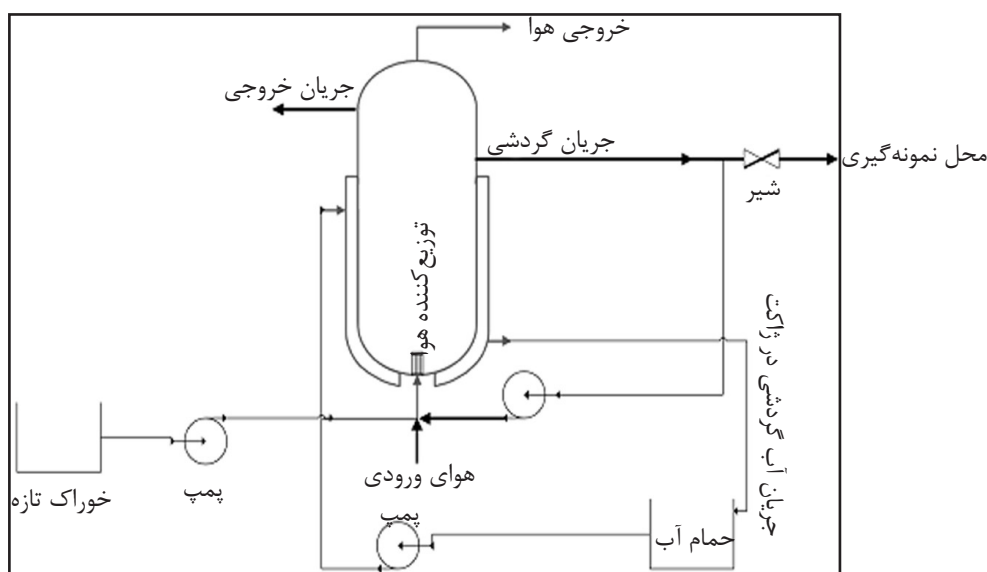 خروجی هوا
جریان خروجی
جریان گردشی
محل نمونه‌گیری
شیر
توزیع‌کننده هوا
جریان آب گردشی در ژاکت
هوای ورودی
پمپ
خوراک تازه
پمپ
حمام آب